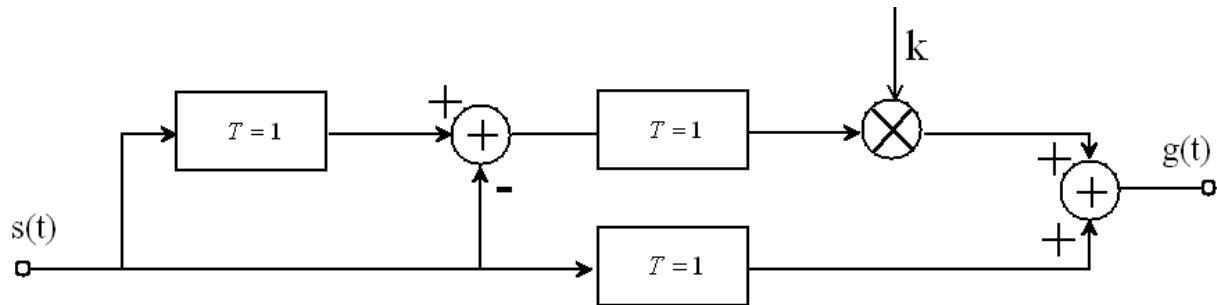 k
+
T = 1
+
T = 1
g(t)
+
-
+
s(t)
+
T = 1